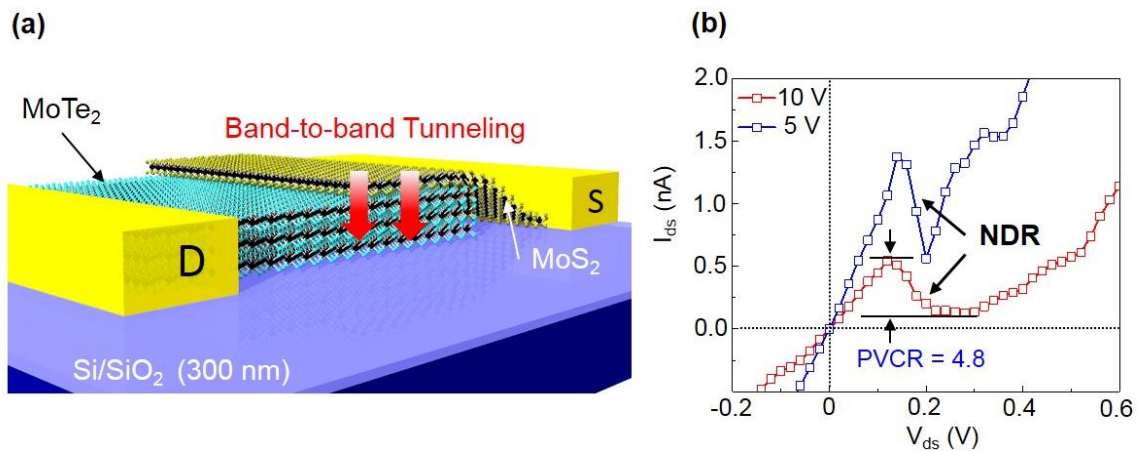 (a)
MoTe₂
Band-to-band Tunneling
D
S
MoS₂
Si/SiO₂ (300 nm)
(b)
2.0
1.5
1.0
0.5
0.0
I_ds (nA)
10 V
5 V
NDR
PVCR = 4.8
-0.2
0
0.2
0.4
0.6
V_ds (V)